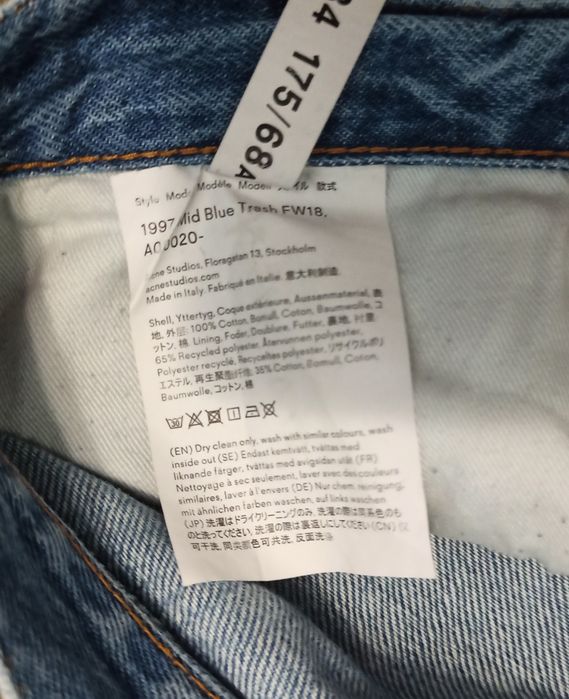 175/68A
Modèle Modell 款式
1997 Mid Blue Trash FW18,
Acne Studios, Floragatan 13, Stockholm
acnestudios.com
Made in Italy. Fabriqué en Italie. 意大利制造.
Shell, Yttertyg, Coque extérieure, Aussenmaterial, 表
地, 外层: 100% Cotton, Bomull, Coton, Baumwolle, コ
ットン, 棉 Lining, Foder, Doublure, Futter, 裏地, 衬里
65% Recycled polyester, Återvunnen polyester,
Polyester recyclé, Recyceltes polyester, リサイクルポリ
エステル, 再生聚酯纤维: 35% Cotton, Bomull, Coton,
Baumwolle, コットン, 棉
(EN) Dry clean only, wash with similar colours, wash
inside out (SE) Endast kemtvätt, tvättas med
liknande färger, tvättas med avigsidan utåt (FR)
Nettoyage à sec seulement, laver avec des couleurs
similaires, laver à l'envers (DE) Nur chem. reinigung,
mit ähnlichen farben waschen, auf links waschen
(JP) 洗濯はドライクリーニングのみ, 洗濯の際は同系色のも
のと洗ってください, 洗濯の際は裏返しにしてください (CN) 仅
可干洗, 同类颜色可共洗, 反面洗涤